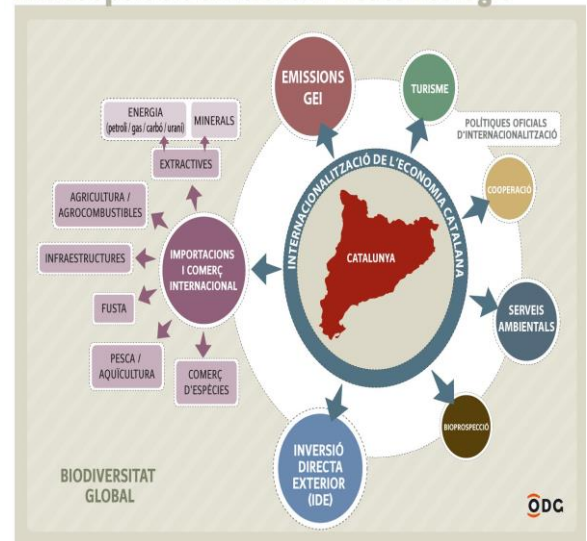 EMISSIONS
GEI
TURISME
POLÍTIQUES OFICIALS
D'INTERNACIONALITZACIÓ
ENERGIA
(petroli / gas / carbó / urani)
MINERALS
EXTRACTIVES
INTERNACIONALITZACIÓ DE L'ECONOMIA CATALANA
COOPERACIÓ
AGRICULTURA /
AGROCOMBUSTIBLES
IMPORTACIONS
I COMERÇ
INTERNACIONAL
CATALUNYA
INFRAESTRUCTURES
FUSTA
SERVEIS
AMBIENTALS
PESCA /
AQÜICULTURA
COMERÇ
D'ESPÈCIES
BIOPROSPECCIÓ
INVERSIÓ
DIRECTA
EXTERIOR
(IDE)
BIODIVERSITAT
GLOBAL
ODG